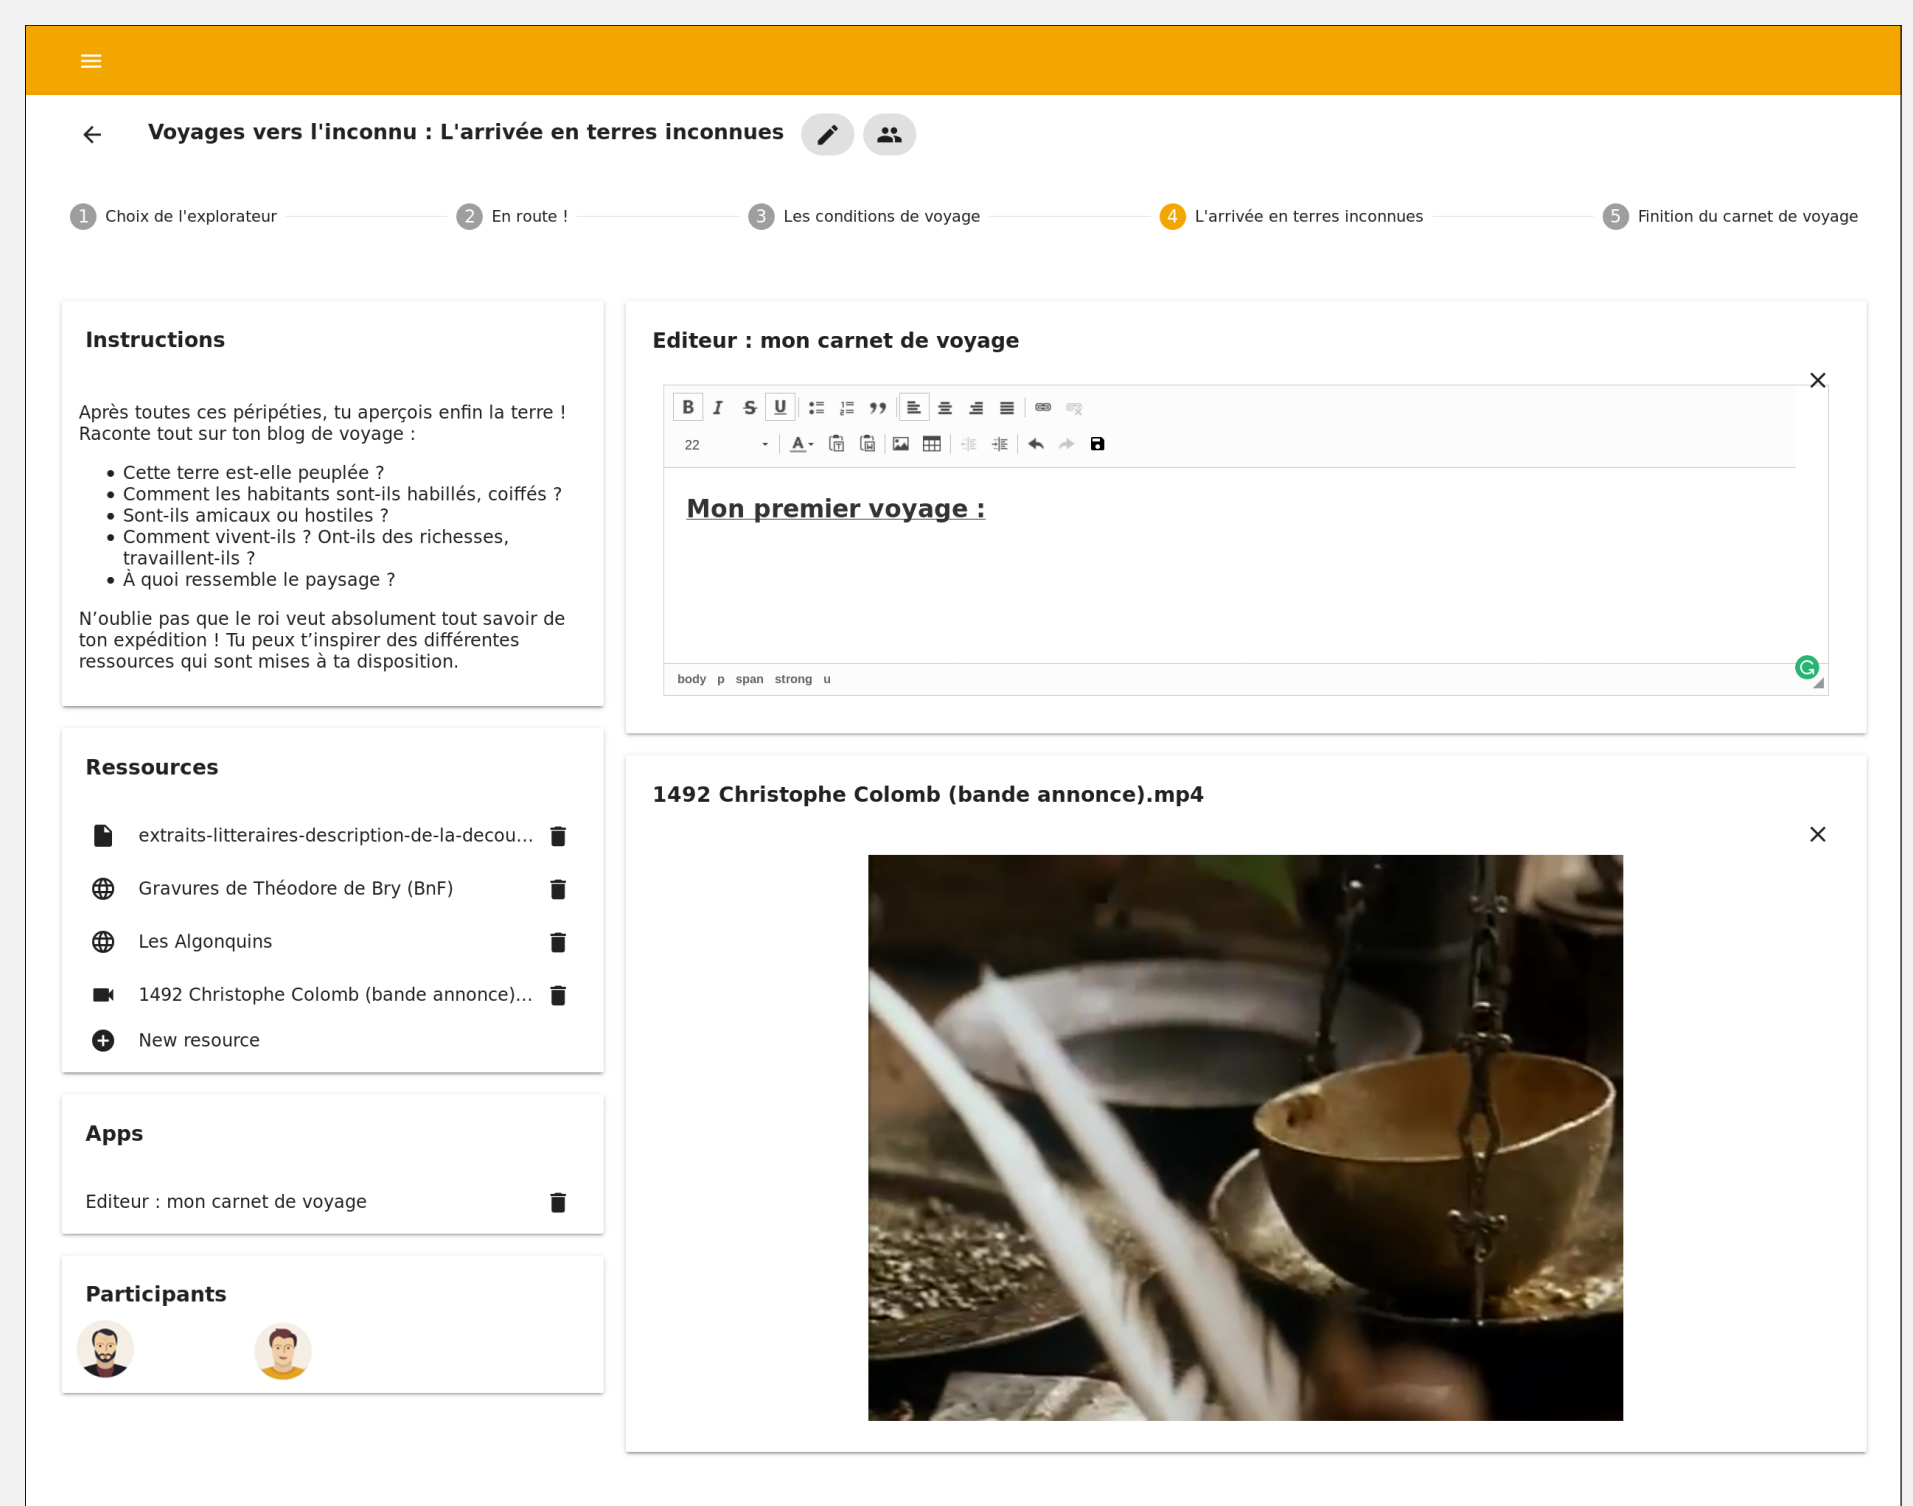 Voyages vers l'inconnu : L'arrivée en terres inconnues
1 Choix de l'explorateur
2 En route !
3 Les conditions de voyage
4 L'arrivée en terres inconnues
5 Finition du carnet de voyage
Instructions
Après toutes ces péripéties, tu aperçois enfin la terre !
Raconte tout sur ton blog de voyage :
• Cette terre est-elle peuplée ?
• Comment les habitants sont-ils habillés, coiffés ?
• Sont-ils amicaux ou hostiles ?
• Comment vivent-ils ? Ont-ils des richesses,
travaillent-ils ?
• À quoi ressemble le paysage ?
N’oublie pas que le roi veut absolument tout savoir de
ton expédition ! Tu peux t’inspirer des différentes
ressources qui sont mises à ta disposition.
Ressources
extraits-litteraires-description-de-la-decou...
Gravures de Théodore de Bry (BnF)
Les Algonquins
1492 Christophe Colomb (bande annonce)...
New resource
Apps
Editeur : mon carnet de voyage
Participants
Editeur : mon carnet de voyage
B I S U
22 A
Mon premier voyage :
body p span strong u
1492 Christophe Colomb (bande annonce).mp4